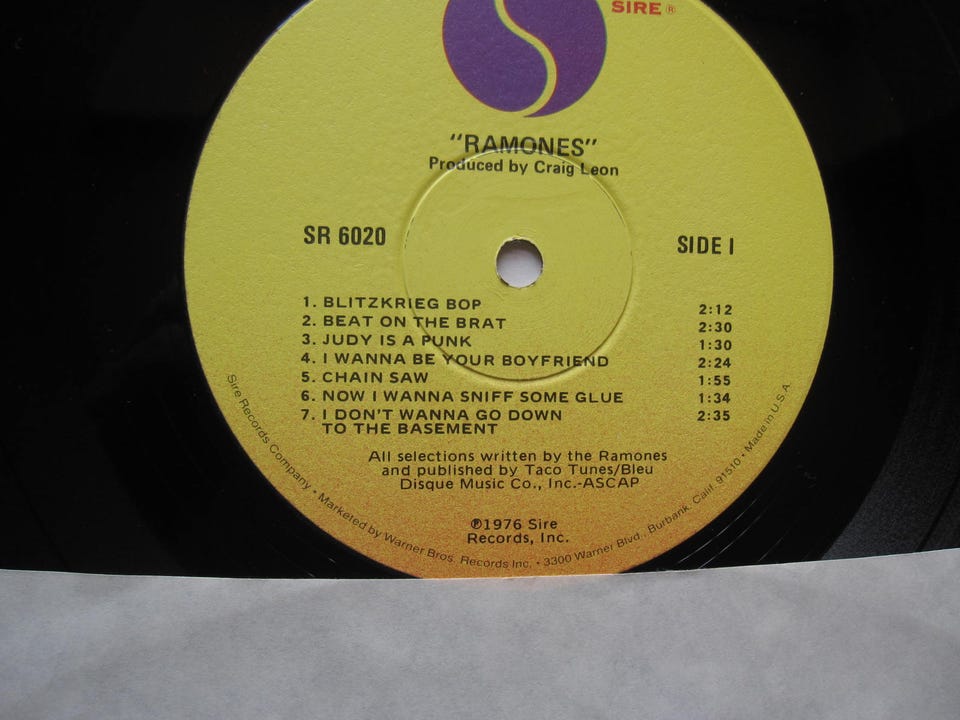 SIRE ®
"RAMONES"
Produced by Craig Leon
SR 6020
SIDE I
1. BLITZKRIEG BOP 2:12
2. BEAT ON THE BRAT 2:30
3. JUDY IS A PUNK 1:30
4. I WANNA BE YOUR BOYFRIEND 2:24
5. CHAIN SAW 1:55
6. NOW I WANNA SNIFF SOME GLUE 1:34
7. I DON'T WANNA GO DOWN 2:35
TO THE BASEMENT
All selections written by the Ramones
and published by Taco Tunes/Bleu
Disque Music Co., Inc.-ASCAP
℗1976 Sire
Records, Inc.
Sire Records Company • Marketed by Warner Bros. Records Inc. • 3300 Warner Blvd., Burbank, Calif. 91510 • Made in U.S.A.